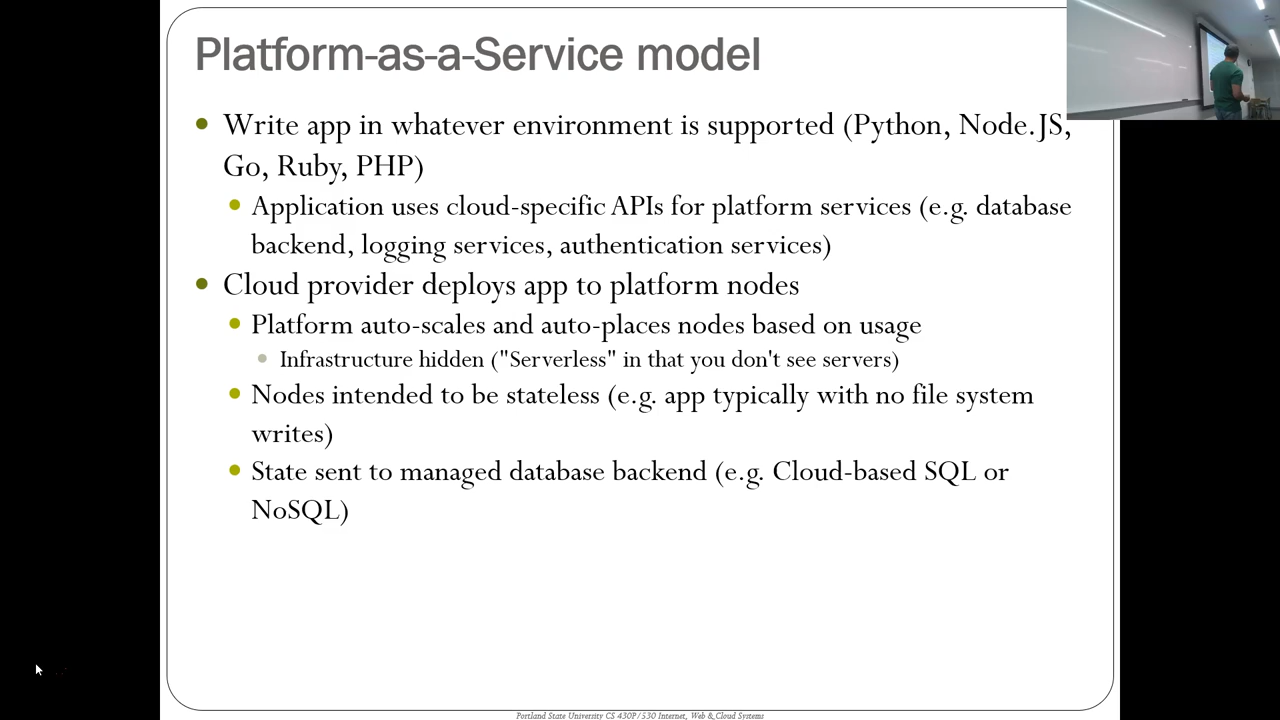 Platform-as-a-Service model
Write app in whatever environment is supported (Python, Node.JS,
Go, Ruby, PHP)
Application uses cloud-specific APIs for platform services (e.g. database
backend, logging services, authentication services)
Cloud provider deploys app to platform nodes
Platform auto-scales and auto-places nodes based on usage
Infrastructure hidden ("Serverless" in that you don't see servers)
Nodes intended to be stateless (e.g. app typically with no file system
writes)
State sent to managed database backend (e.g. Cloud-based SQL or
NoSQL)
Portland State University CS 430P/530 Internet, Web & Cloud Systems